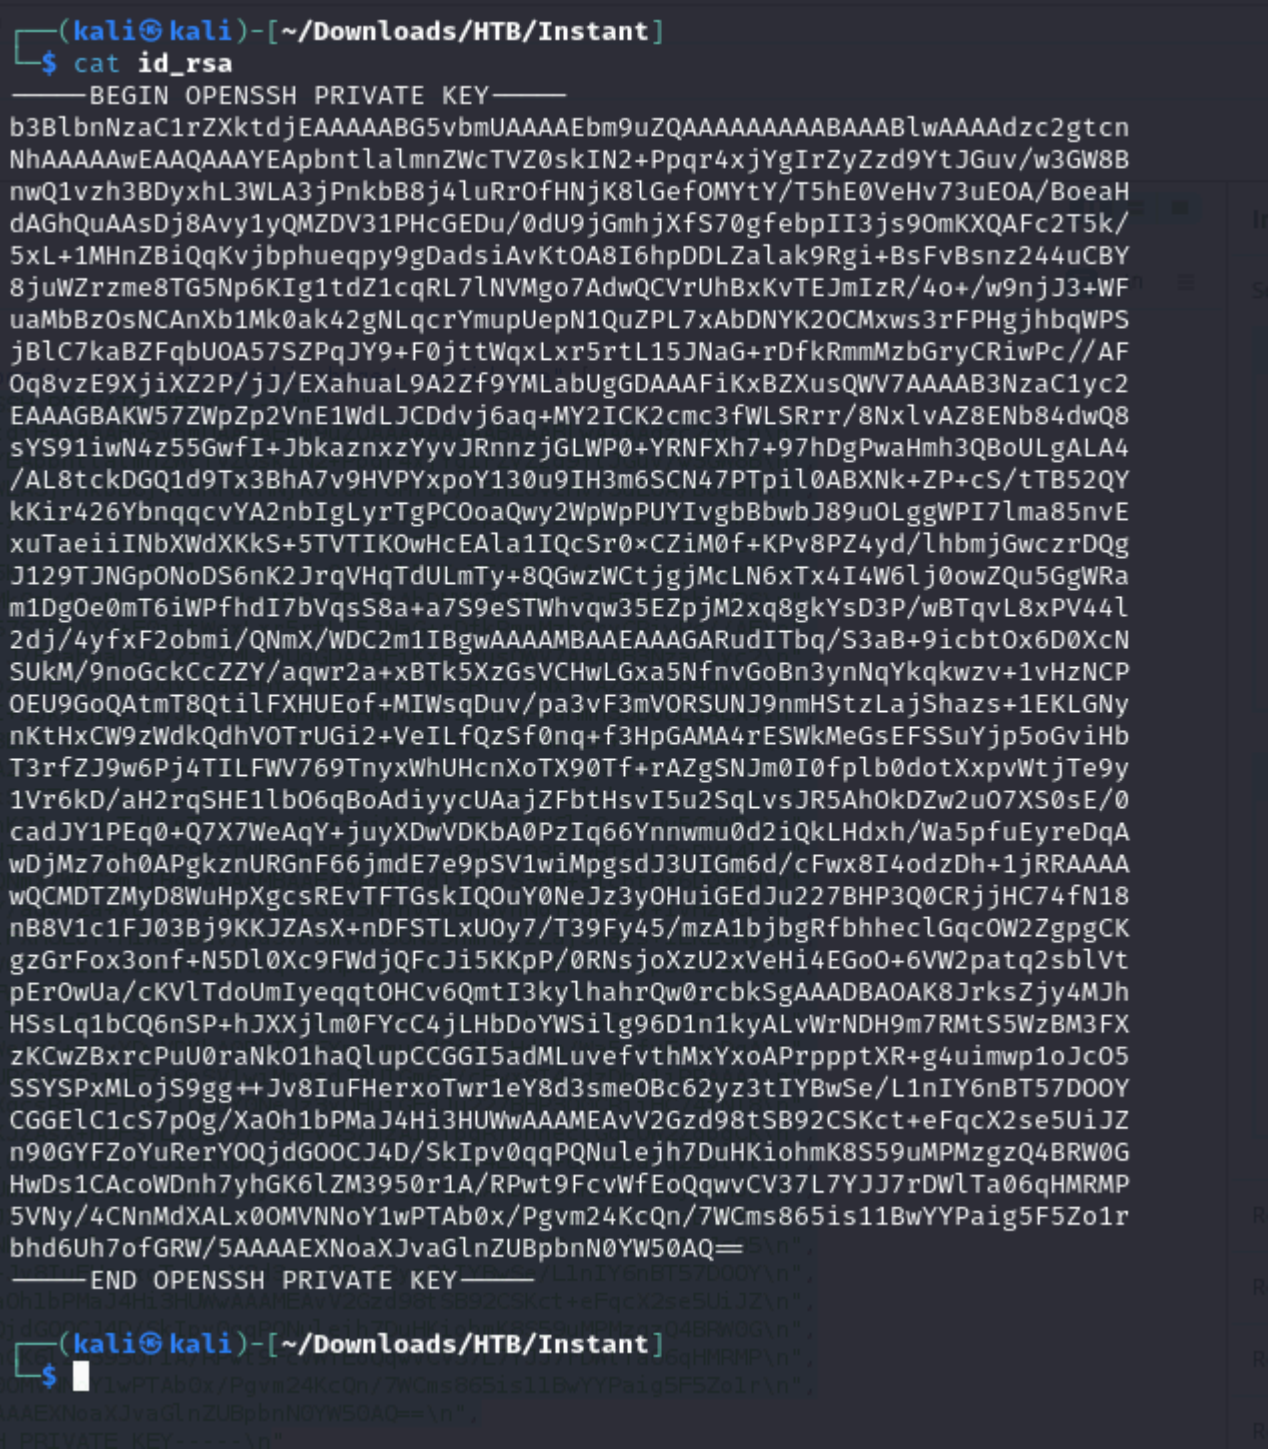 ┌──(kali㉿kali)-[~/Downloads/HTB/Instant]
└─$ cat id_rsa
-----BEGIN OPENSSH PRIVATE KEY-----
b3BlbnNzaC1rZXktdjEAAAAABG5vbmUAAAAEbm9uZQAAAAAAAAABAAABlwAAAAdzc2gtcn
NhAAAAAwEAAQAAAYEApbntlalmnZWcTVZ0skIN2+Ppqr4xjYgIrZyZzd9YtJGuv/w3GW8B
nwQ1vzh3BDyxhL3WLA3jPnkbB8j4luRrOfHNjK8lGefOMYtY/T5hE0VeHv73uEOA/BoeaH
dAGhQuAAsDj8Avy1yQMZDV31PHcGEDu/0dU9jGmhjXfS70gfebpII3js9OmKXQAFc2T5k/
5xL+1MHnZBiQqKvjbphueqpy9gDadsiAvKtOA8I6hpDDLZalak9Rgi+BsFvBsnz244uCBY
8juWZrzme8TG5Np6KIg1tdZ1cqRL7lNVMgo7AdwQCVrUhBxKvTEJmIzR/4o+/w9njJ3+WF
uaMbBzOsNCAnXb1Mk0ak42gNLqcrYmupUepN1QuZPL7xAbDNYK2OCMxws3rFPHgjhbqWPS
jBlC7kaBZFqbUOA57SZPqJY9+F0jttWqxLxr5rtL15JNaG+rDfkRmmMzbGryCRiwPc//AF
Oq8vzE9XjiXZ2P/jJ/EXahuaL9A2Zf9YMLabUgGDAAAFiKxBZXusQWV7AAAAB3NzaC1yc2
EAAAGBAKW57ZWpZp2VnE1WdLJCDdvj6aq+MY2ICK2cmc3fWLSRrr/8NxlvAZ8ENb84dwQ8
sYS91iwN4z55GwfI+JbkaznxzYyvJRnnzjGLWP0+YRNFXh7+97hDgPwaHmh3QBoULgALA4
/AL8tckDGQ1d9Tx3BhA7v9HVPYxpoY130u9IH3m6SCN47PTpil0ABXNk+ZP+cS/tTB52QY
kKir426YbnqqcvYA2nbIgLyrTgPCOoaQwy2WpWpPUYIvgbBbwbJ89uOLggWPI7lma85nvE
xuTaeiiINbXWdXKkS+5TVTIKOwHcEAla1IQcSr0xCZiM0f+KPv8PZ4yd/lhbmjGwczrDQg
J129TJNGpONoDS6nK2JrqVHqTdULmTy+8QGwzWCtjgjMcLN6xTx4I4W6lj0owZQu5GgWRa
m1DgOe0mT6iWPfhdI7bVqsS8a+a7S9eSTWhvqw35EZpjM2xq8gkYsD3P/wBTqvL8xPV44l
2dj/4yfxF2obmi/QNmX/WDC2m1IBgwAAAAMBAAEAAAGARudITbq/S3aB+9icbtOx6D0XcN
SUkM/9noGckCcZZY/aqwr2a+xBTk5XzGsVCHwLGxa5NfnvGoBn3ynNqYkqkwzv+1vHzNCP
OEU9GoQAtmT8QtilFXHUEof+MIWsqDuv/pa3vF3mVORSUNJ9nmHStzLajShazs+1EKLGNy
nKtHxCW9zWdkQdhVOTrUGi2+VeILfQzSf0nq+f3HpGAMA4rESWkMeGsEFSSuYjp5oGviHb
T3rfZJ9w6Pj4TILFWV769TnyxWhUHcnXoTX90Tf+rAZgSNJm0I0fplb0dotXxpvWtjTe9y
1Vr6kD/aH2rqSHE1lbO6qBoAdiyycUAajZFbtHsvI5u2SqLvsJR5AhOkDZw2uO7XS0sE/0
cadJY1PEq0+Q7X7WeAqY+juyXDwVDKbA0PzIq66Ynnwmu0d2iQkLHdxh/Wa5pfuEyreDqA
wDjMz7oh0APgkznURGnF66jmdE7e9pSV1wiMpgsdJ3UIGm6d/cFwx8I4odzDh+1jRRAAAA
wQCMDTZMyD8WuHpXgcsREvTFTGskIQOuY0NeJz3yOHuiGEdJu227BHP3Q0CRjjHC74fN18
nB8V1c1FJ03Bj9KKJZAsX+nDFSTLxUOy7/T39Fy45/mzA1bjbgRfbhheclGqcOW2ZgpgCK
gzGrFox3onf+N5Dl0Xc9FWdjQFcJi5KKpP/0RNsjoXzU2xVeHi4EGoO+6VW2patq2sblVt
pErOwUa/cKVlTdoUmIyeqqtOHCv6QmtI3kylhahrQw0rcbkSgAAADBAOAK8JrksZjy4MJh
HSsLq1bCQ6nSP+hJXXjlm0FYcC4jLHbDoYWSilg96D1n1kyALvWrNDH9m7RMtS5WzBM3FX
zKCwZBxrcPuU0raNkO1haQlupCCGGI5adMLuvefvthMxYxoAPrppptXR+g4uimwp1oJcO5
SSYSPxMLojS9gg++Jv8IuFHerxoTwr1eY8d3smeOBc62yz3tIYBwSe/L1nIY6nBT57DOOY
CGGElC1cS7pOg/XaOh1bPMaJ4Hi3HUWwAAAMEAvV2Gzd98tSB92CSKct+eFqcX2se5UiJZ
n90GYFZoYuRerYOQjdGOOCJ4D/SkIpv0qqPQNulejh7DuHKiohmK8S59uMPMzgzQ4BRW0G
HwDs1CAcoWDnh7yhGK6lZM3950r1A/RPwt9FcvWfEoQqwvCV37L7YJJ7rDWlTa06qHMRMP
5VNy/4CNnMdXALx0OMVNNoY1wPTAb0x/Pgvm24KcQn/7WCms865is11BwYYPaig5F5Zo1r
bhd6Uh7ofGRW/5AAAAEXNoaXJvaGlnZUBpbnN0YW50AQ==
-----END OPENSSH PRIVATE KEY-----
┌──(kali㉿kali)-[~/Downloads/HTB/Instant]
└─$